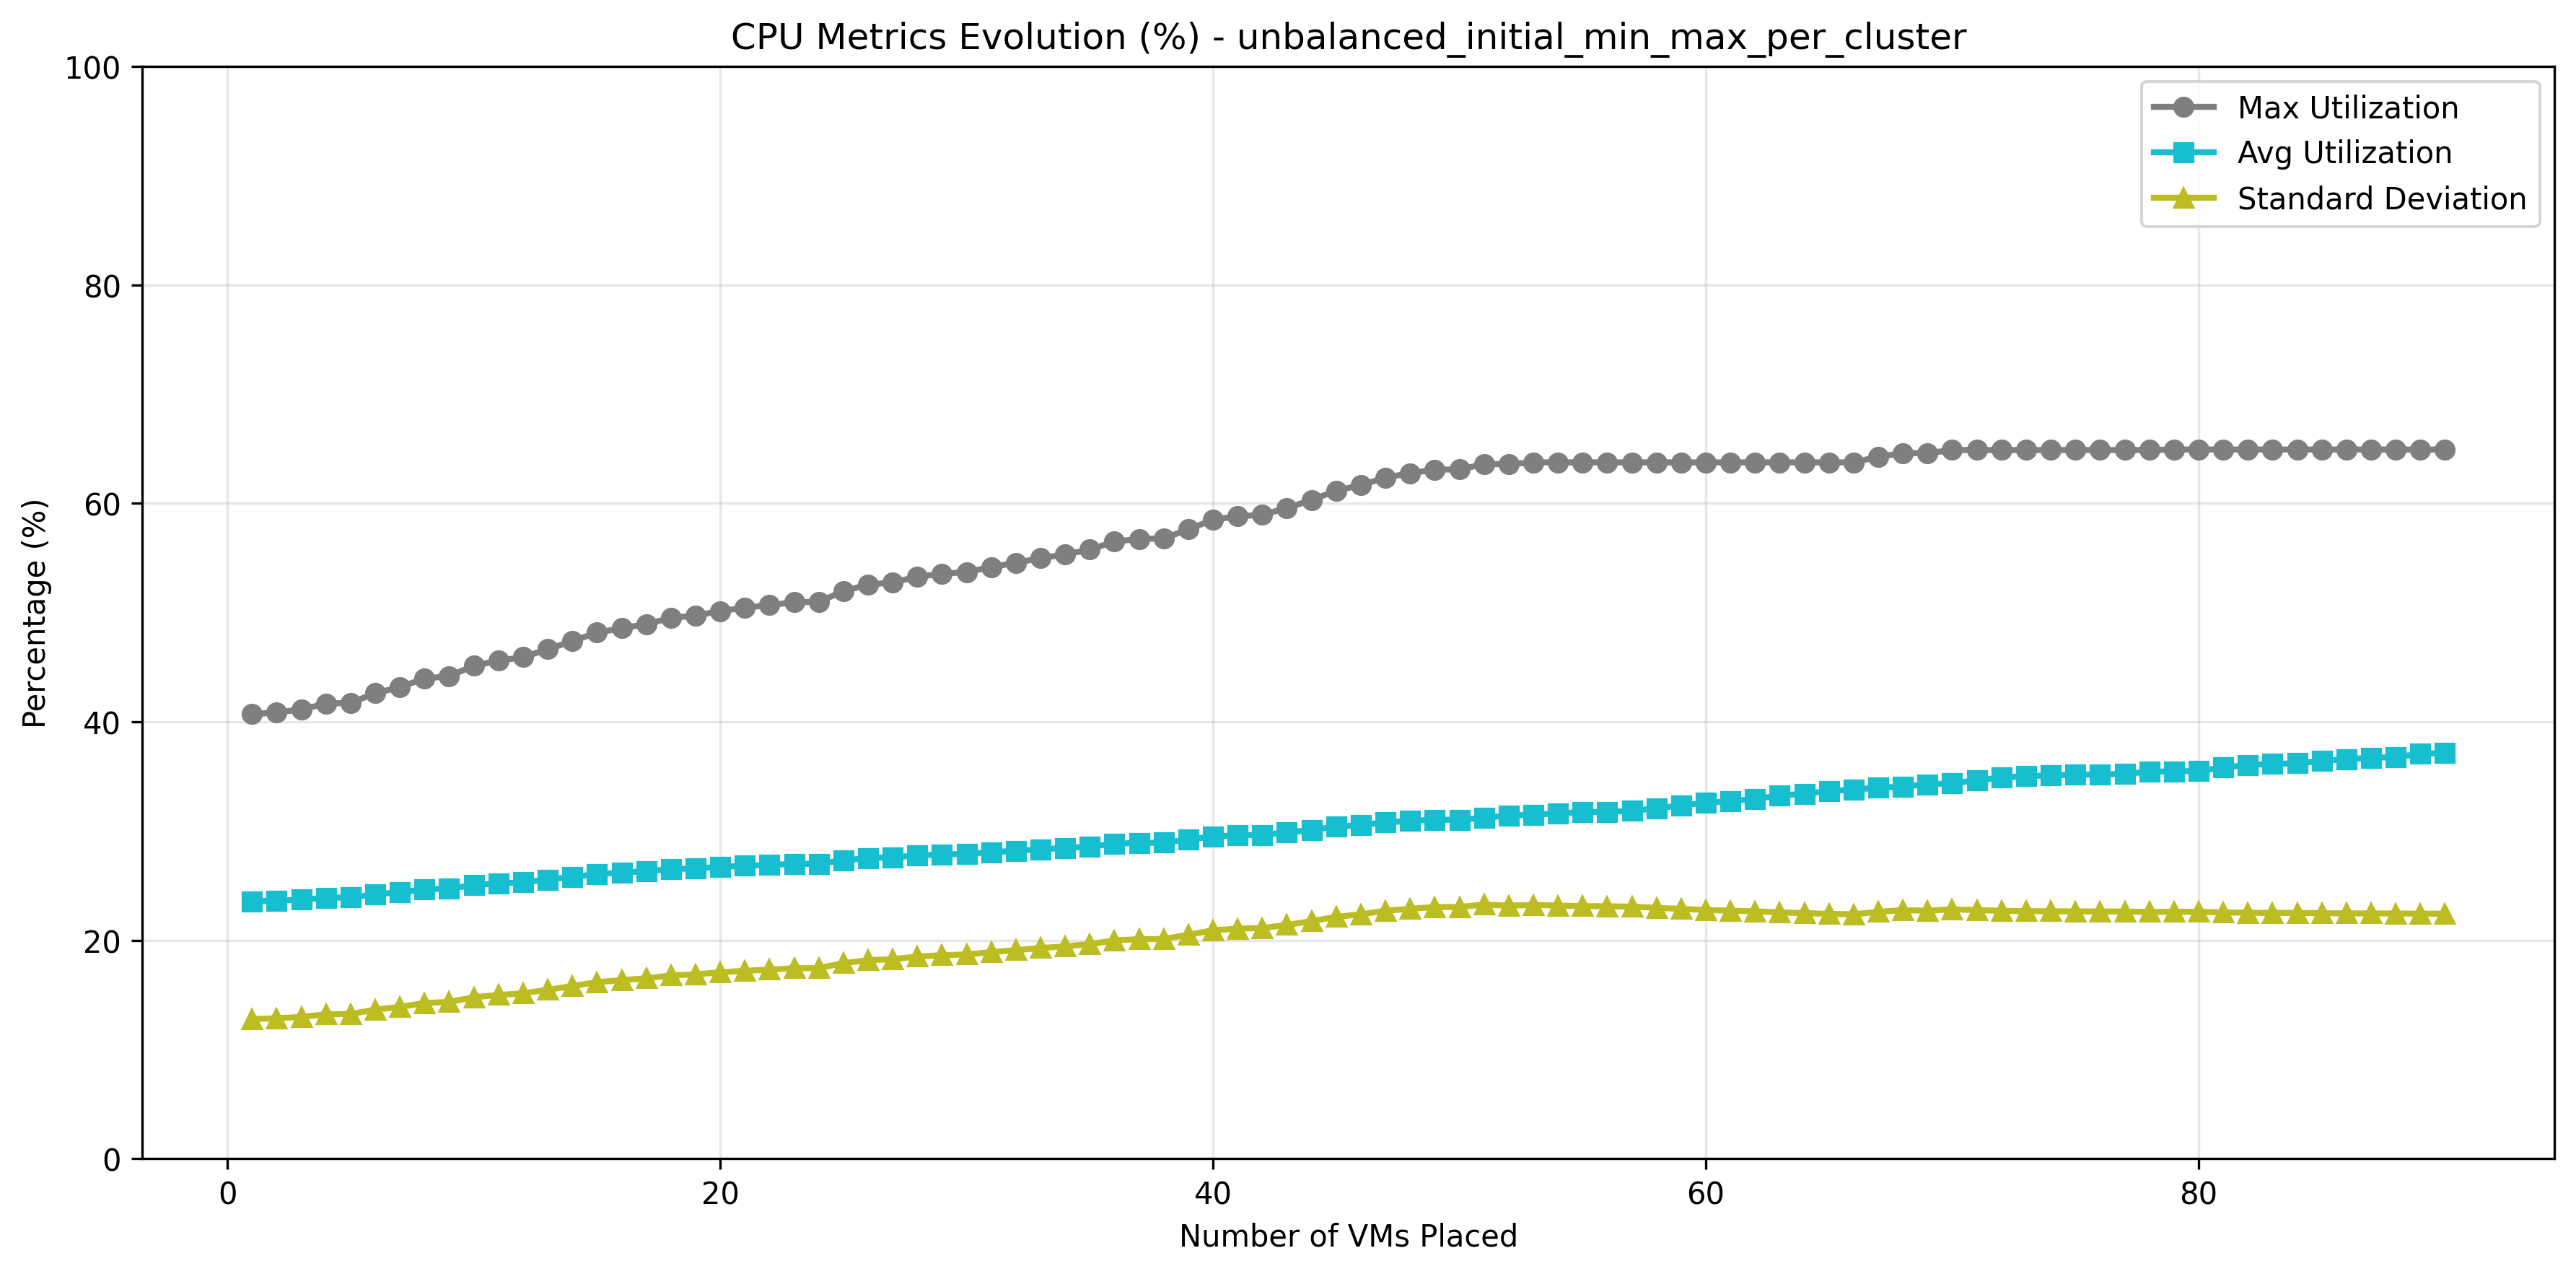 CPU Metrics Evolution (%) - unbalanced_initial_min_max_per_cluster
100
80
60
40
20
0
Percentage (%)
Max Utilization
Avg Utilization
Standard Deviation
0
20
40
60
80
Number of VMs Placed